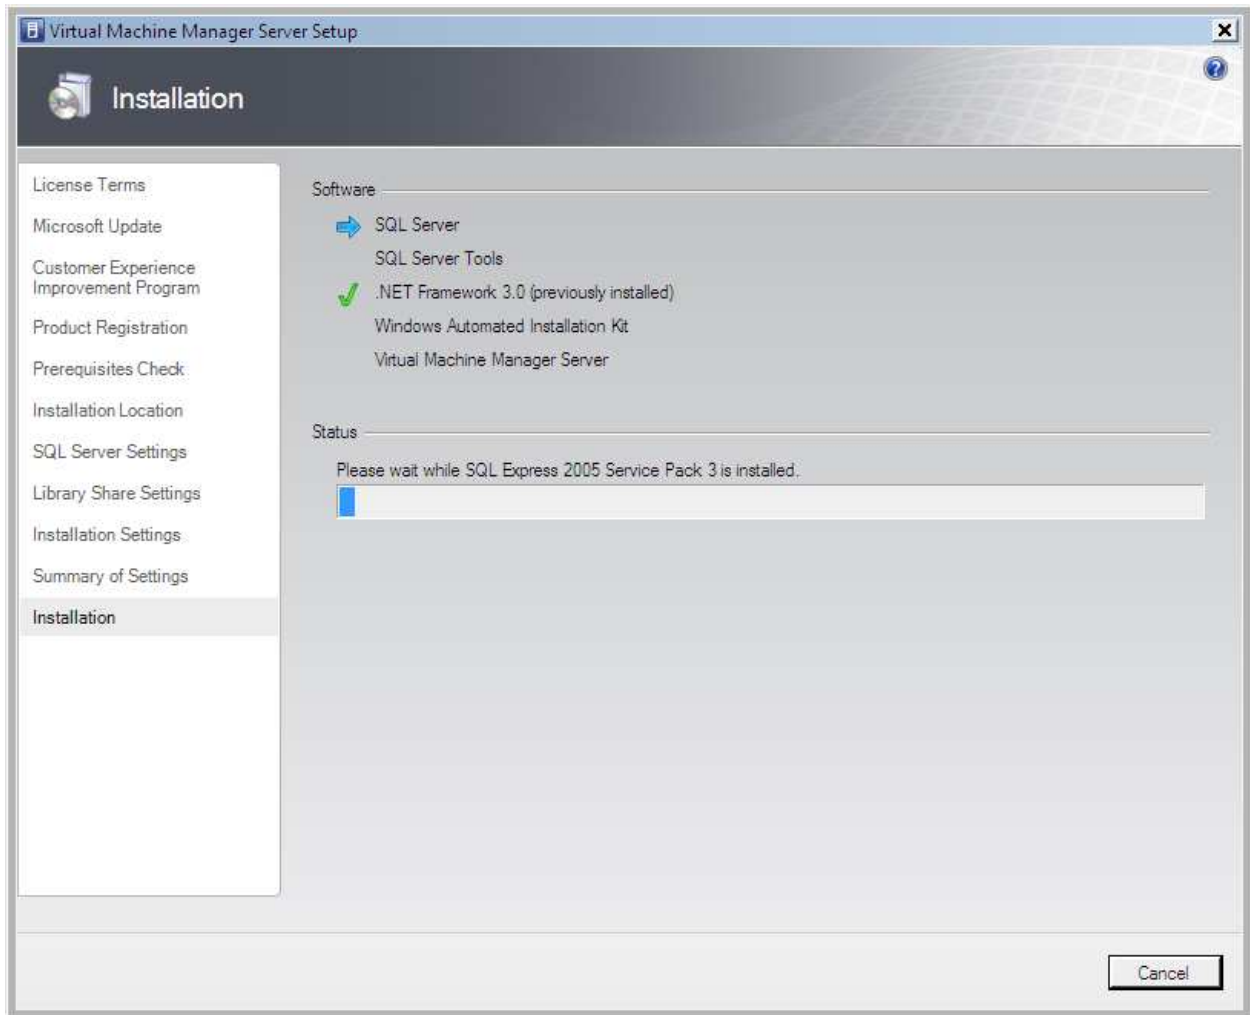 Virtual Machine Manager Server Setup
Installation
License Terms
Microsoft Update
Customer Experience
Improvement Program
Product Registration
Prerequisites Check
Installation Location
SQL Server Settings
Library Share Settings
Installation Settings
Summary of Settings
Installation
Software
SQL Server
SQL Server Tools
.NET Framework 3.0 (previously installed)
Windows Automated Installation Kit
Virtual Machine Manager Server
Status
Please wait while SQL Express 2005 Service Pack 3 is installed.
Cancel